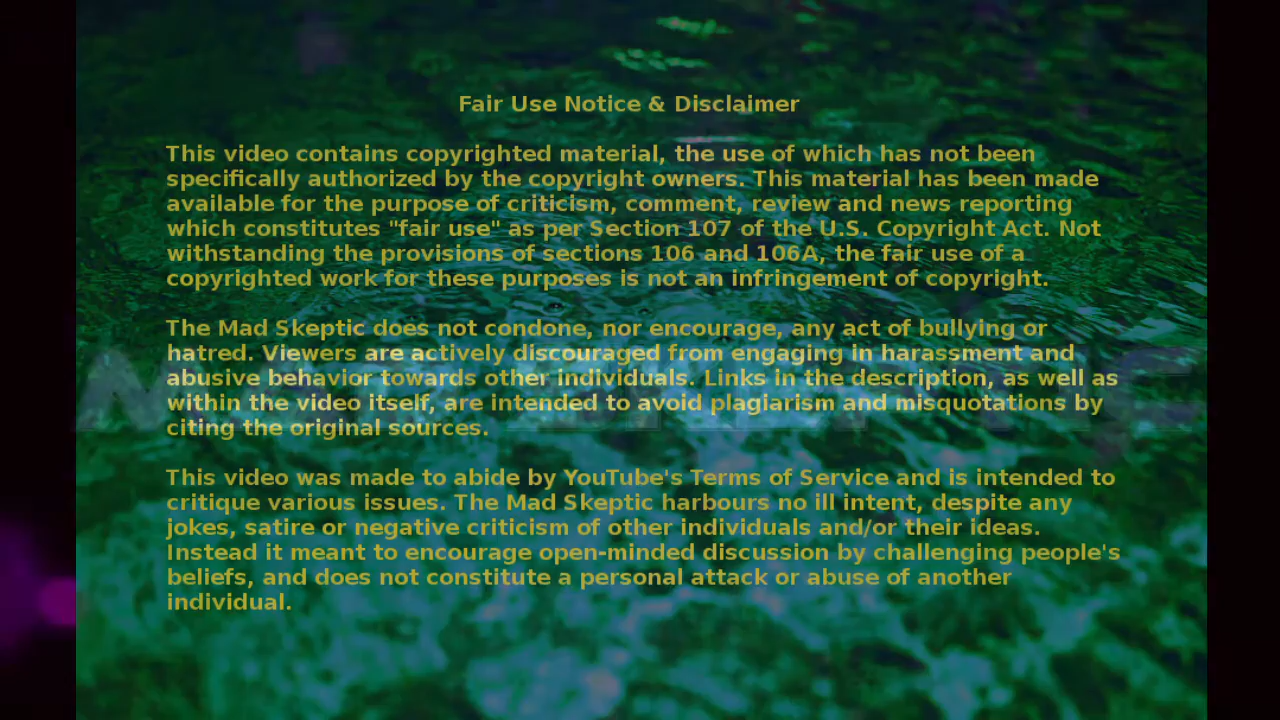 Fair Use Notice & Disclaimer
This video contains copyrighted material, the use of which has not been
specifically authorized by the copyright owners. This material has been made
available for the purpose of criticism, comment, review and news reporting
which constitutes "fair use" as per Section 107 of the U.S. Copyright Act. Not
withstanding the provisions of sections 106 and 106A, the fair use of a
copyrighted work for these purposes is not an infringement of copyright.
The Mad Skeptic does not condone, nor encourage, any act of bullying or
hatred. Viewers are actively discouraged from engaging in harassment and
abusive behavior towards other individuals. Links in the description, as well as
within the video itself, are intended to avoid plagiarism and misquotations by
citing the original sources.
This video was made to abide by YouTube's Terms of Service and is intended to
critique various issues. The Mad Skeptic harbours no ill intent, despite any
jokes, satire or negative criticism of other individuals and/or their ideas.
Instead it meant to encourage open-minded discussion by challenging people's
beliefs, and does not constitute a personal attack or abuse of another
individual.